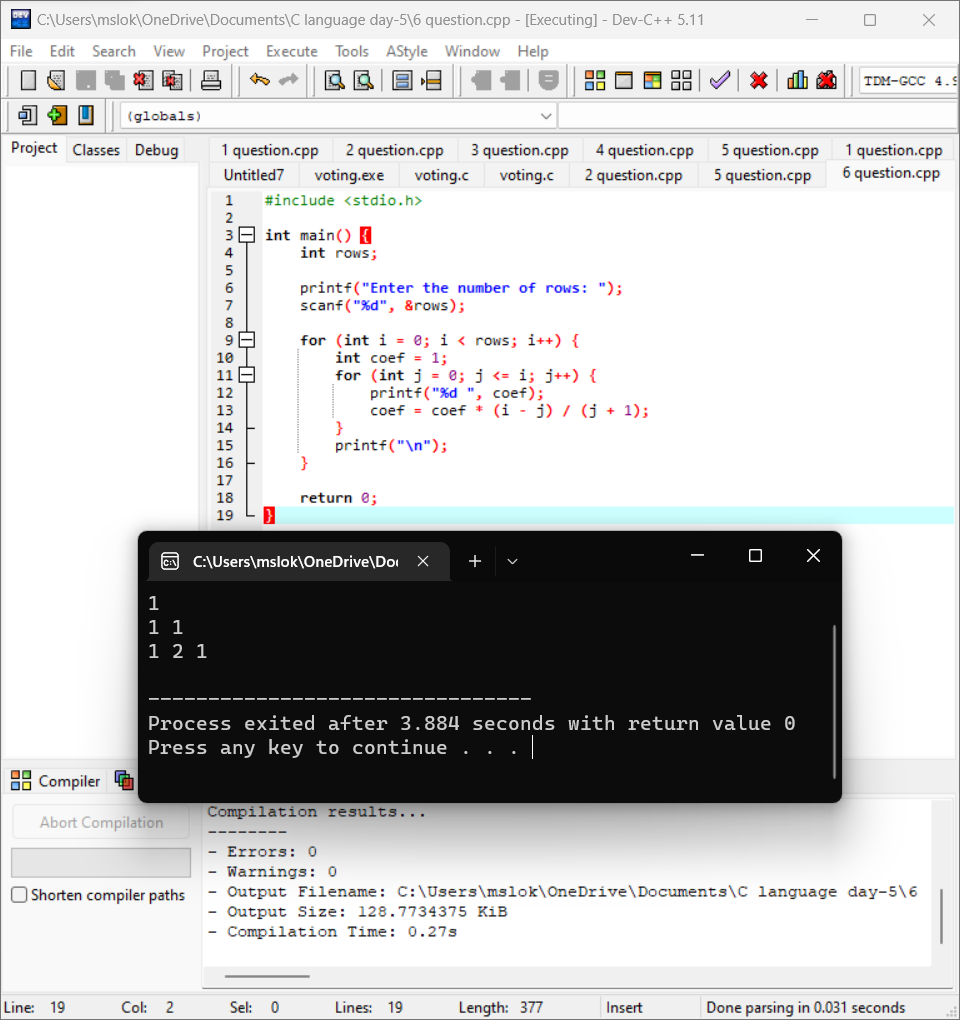 C:\Users\mslok\OneDrive\Documents\C language day-5\6 question.cpp - [Executing] - Dev-C++ 5.11
File Edit Search View Project Execute Tools AStyle Window Help
TDM-GCC 4.9
(globals)
Project Classes Debug
1 question.cpp 2 question.cpp 3 question.cpp 4 question.cpp 5 question.cpp 1 question.cpp
Untitled7 voting.exe voting.c voting.c 2 question.cpp 5 question.cpp 6 question.cpp
1 #include <stdio.h>
2
3 int main() {
4     int rows;
5
6     printf("Enter the number of rows: ");
7     scanf("%d", &rows);
8
9     for (int i = 0; i < rows; i++) {
10         int coef = 1;
11         for (int j = 0; j <= i; j++) {
12             printf("%d ", coef);
13             coef = coef * (i - j) / (j + 1);
14         }
15         printf("\n");
16     }
17
18     return 0;
19 }
C:\Users\mslok\OneDrive\Doc
1
1 1
1 2 1
--------------------------------
Process exited after 3.884 seconds with return value 0
Press any key to continue . . .
Compiler
Abort Compilation
Shorten compiler paths
Compilation results...
--------
- Errors: 0
- Warnings: 0
- Output Filename: C:\Users\mslok\OneDrive\Documents\C language day-5\6
- Output Size: 128.7734375 KiB
- Compilation Time: 0.27s
Line: 19 Col: 2 Sel: 0 Lines: 19 Length: 377 Insert Done parsing in 0.031 seconds